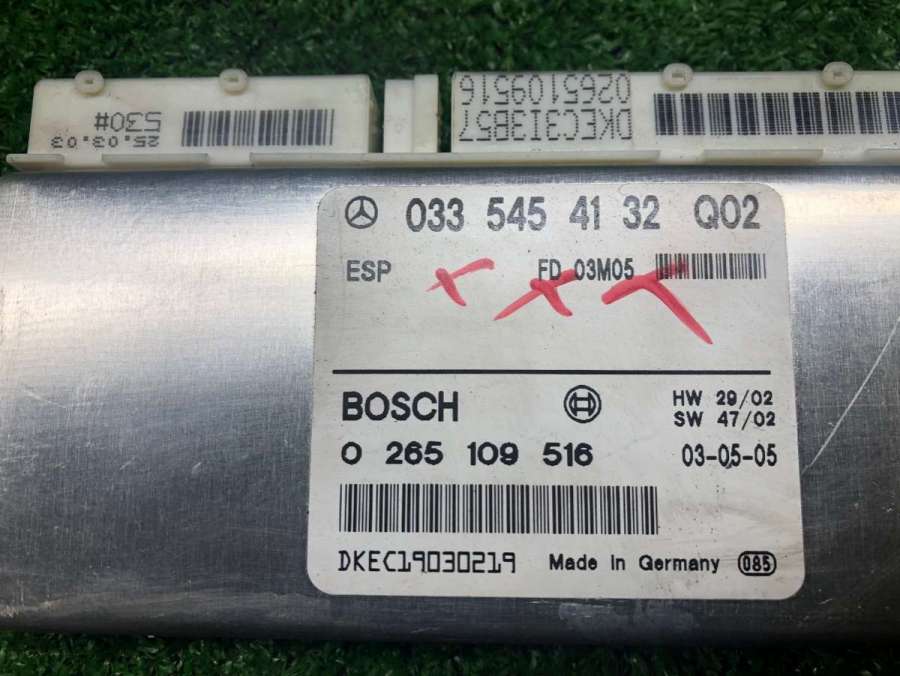 530#
25.03.03
DKEC3I3B57
0265109516
033 545 41 32 Q02
ESP
FD 03M05
BOSCH
HW 29/02
SW 47/02
0 265 109 516
03-05-05
DKEC19030219
Made in Germany
085